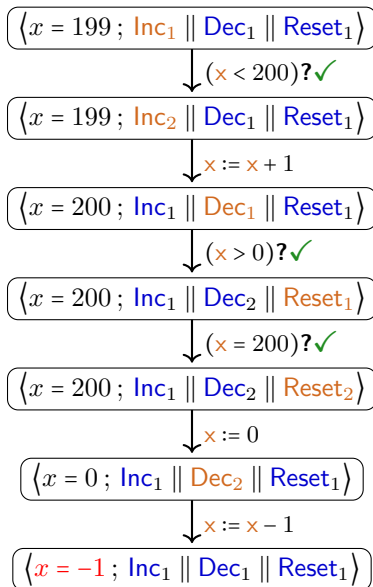 ⟨x = 199 ; Inc₁ || Dec₁ || Reset₁⟩
(x < 200)?✓
⟨x = 199 ; Inc₂ || Dec₁ || Reset₁⟩
x := x + 1
⟨x = 200 ; Inc₁ || Dec₁ || Reset₁⟩
(x > 0)?✓
⟨x = 200 ; Inc₁ || Dec₂ || Reset₁⟩
(x = 200)?✓
⟨x = 200 ; Inc₁ || Dec₂ || Reset₂⟩
x := 0
⟨x = 0 ; Inc₁ || Dec₂ || Reset₁⟩
x := x − 1
⟨x = −1 ; Inc₁ || Dec₁ || Reset₁⟩